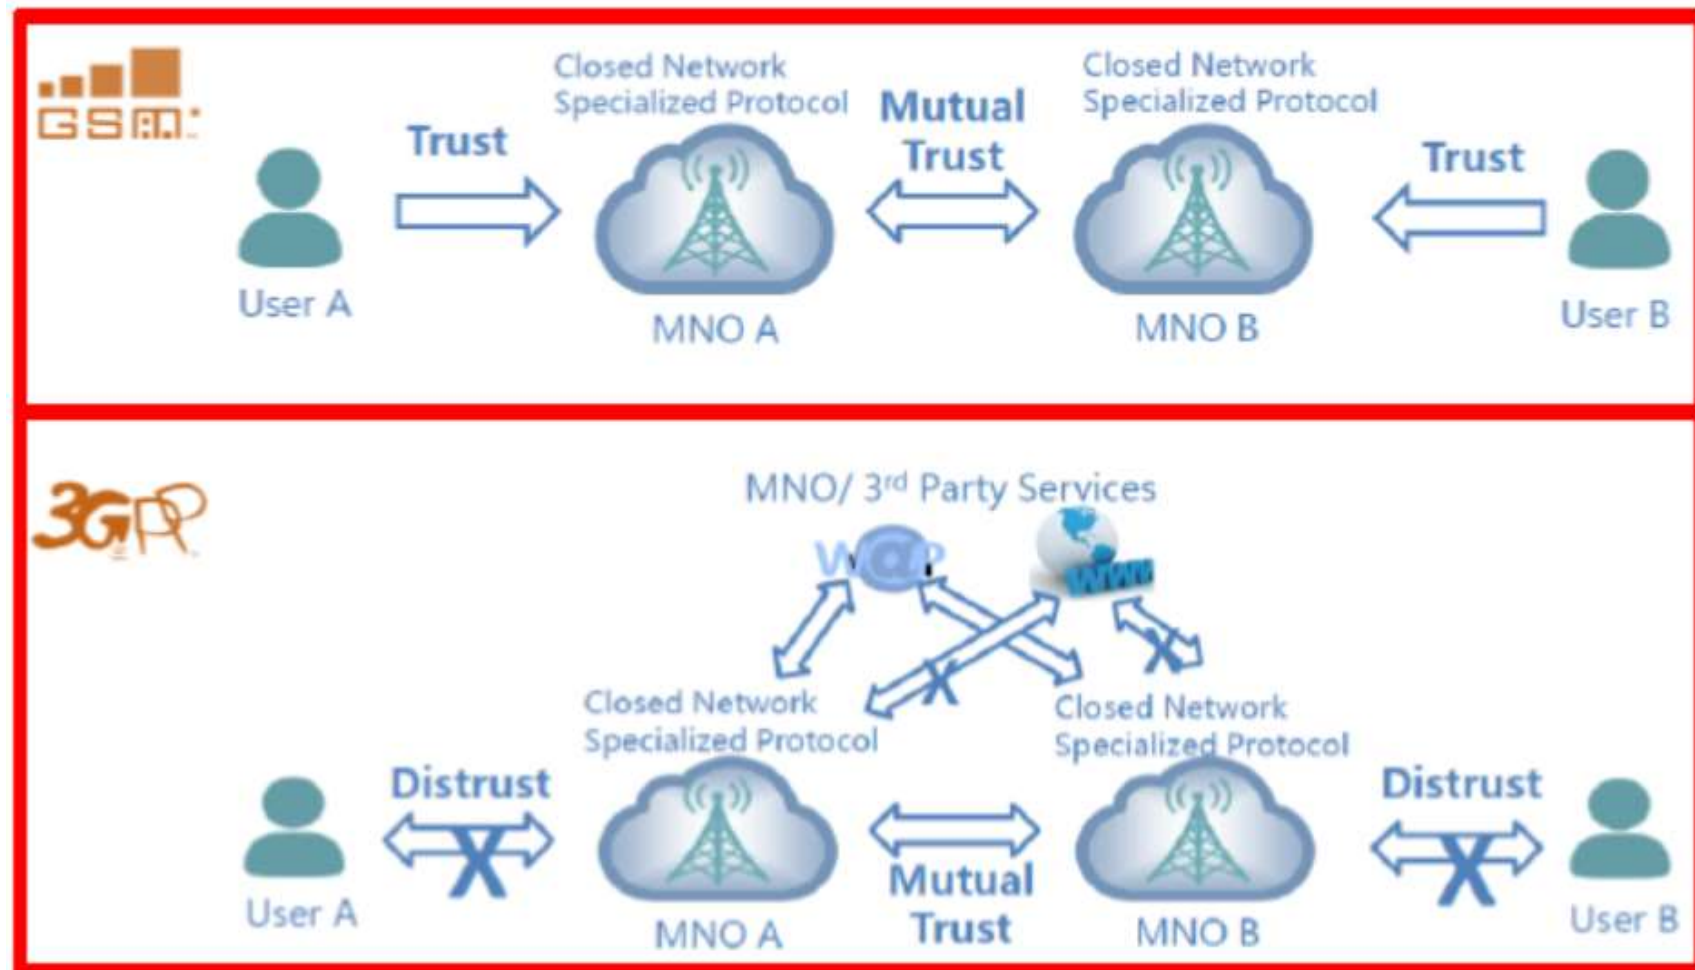 GSM
Closed Network
Specialized Protocol
Mutual
Trust
Closed Network
Specialized Protocol
Trust
Trust
User A
MNO A
MNO B
User B
3GPP
MNO/ 3rd Party Services
W@P
WWW
Closed Network
Specialized Protocol
Closed Network
Specialized Protocol
Distrust
X
X
Distrust
X
X
User A
MNO A
Mutual
Trust
MNO B
User B